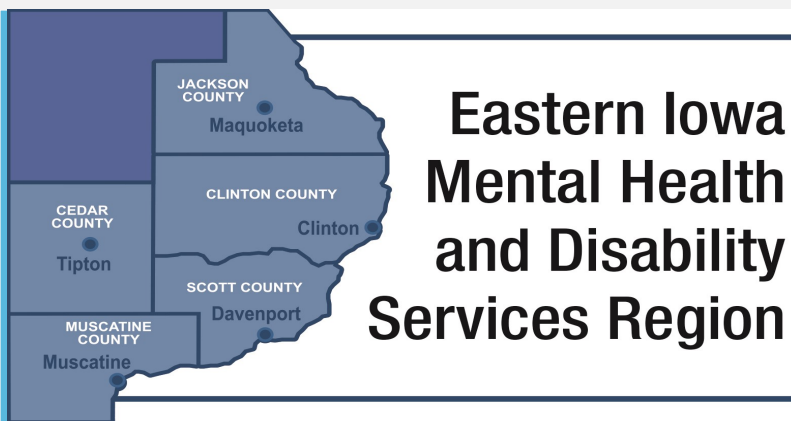 JACKSON
COUNTY
Maquoketa
CLINTON COUNTY
Clinton
CEDAR
COUNTY
Tipton
SCOTT COUNTY
Davenport
MUSCATINE
COUNTY
Muscatine
Eastern Iowa
Mental Health
and Disability
Services Region